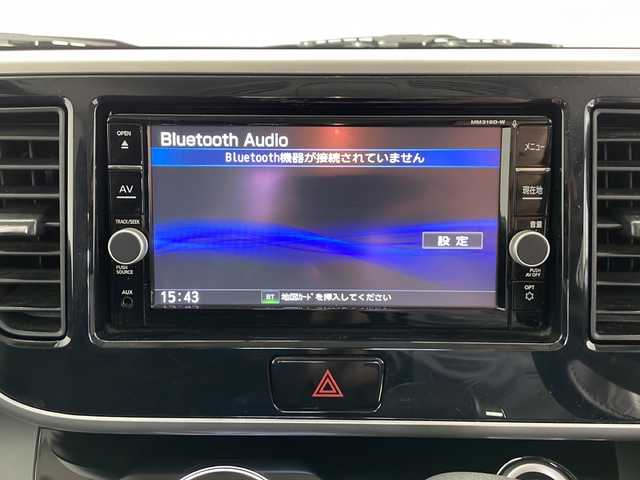 MM318D-W
OPEN
Bluetooth Audio
メニュー
Bluetooth機器が接続されていません
AV
現在地
TRACK/SEEK
音量
設定
PUSH
SOURCE
PUSH
AV OFF
AUX
OPT
15:43
BT 地図ｶｰﾄﾞを挿入してください